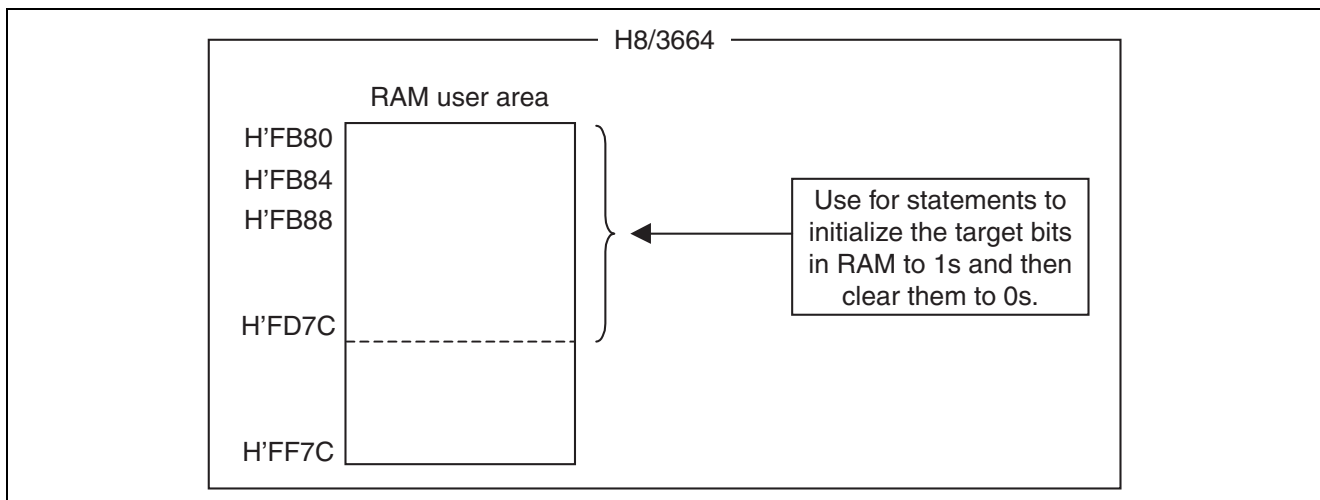 H8/3664
RAM user area
H'FB80
H'FB84
H'FB88
H'FD7C
H'FF7C
Use for statements to
initialize the target bits
in RAM to 1s and then
clear them to 0s.